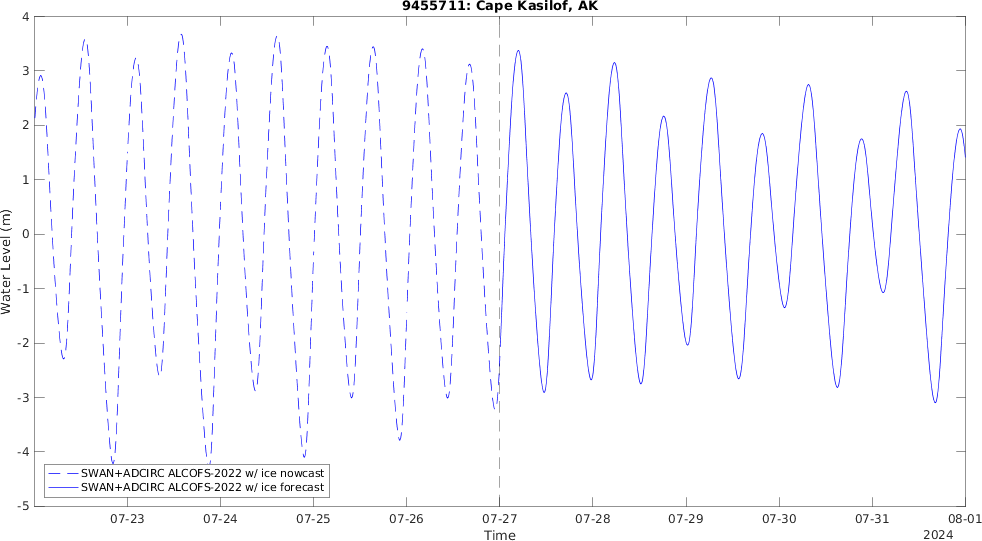 9455711: Cape Kasilof, AK
4
3
2
1
0
-1
-2
-3
-4
-5
Water Level (m)
SWAN+ADCIRC ALCOFS-2022 w/ ice nowcast
SWAN+ADCIRC ALCOFS-2022 w/ ice forecast
07-23 07-24 07-25 07-26 07-27 07-28 07-29 07-30 07-31 08-01
Time
2024